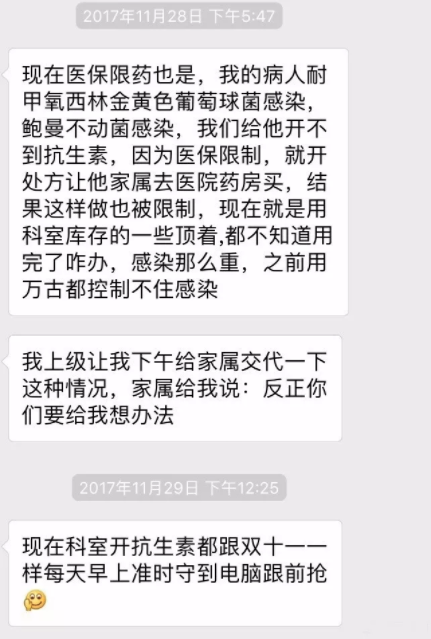 2017年11月28日 下午5:47
现在医保限药也是，我的病人耐
甲氧西林金黄色葡萄球菌感染，
鲍曼不动菌感染，我们给他开不
到抗生素，因为医保限制，就开
处方让他家属去医院药房买，结
果这样做也被限制，现在就是用
科室库存的一些顶着,都不知道用
完了咋办，感染那么重，之前用
万古都控制不住感染
我上级让我下午给家属交代一下
这种情况，家属给我说：反正你
们要给我想办法
2017年11月29日 下午12:25
现在科室开抗生素都跟双十一一
样每天早上准时守到电脑跟前抢